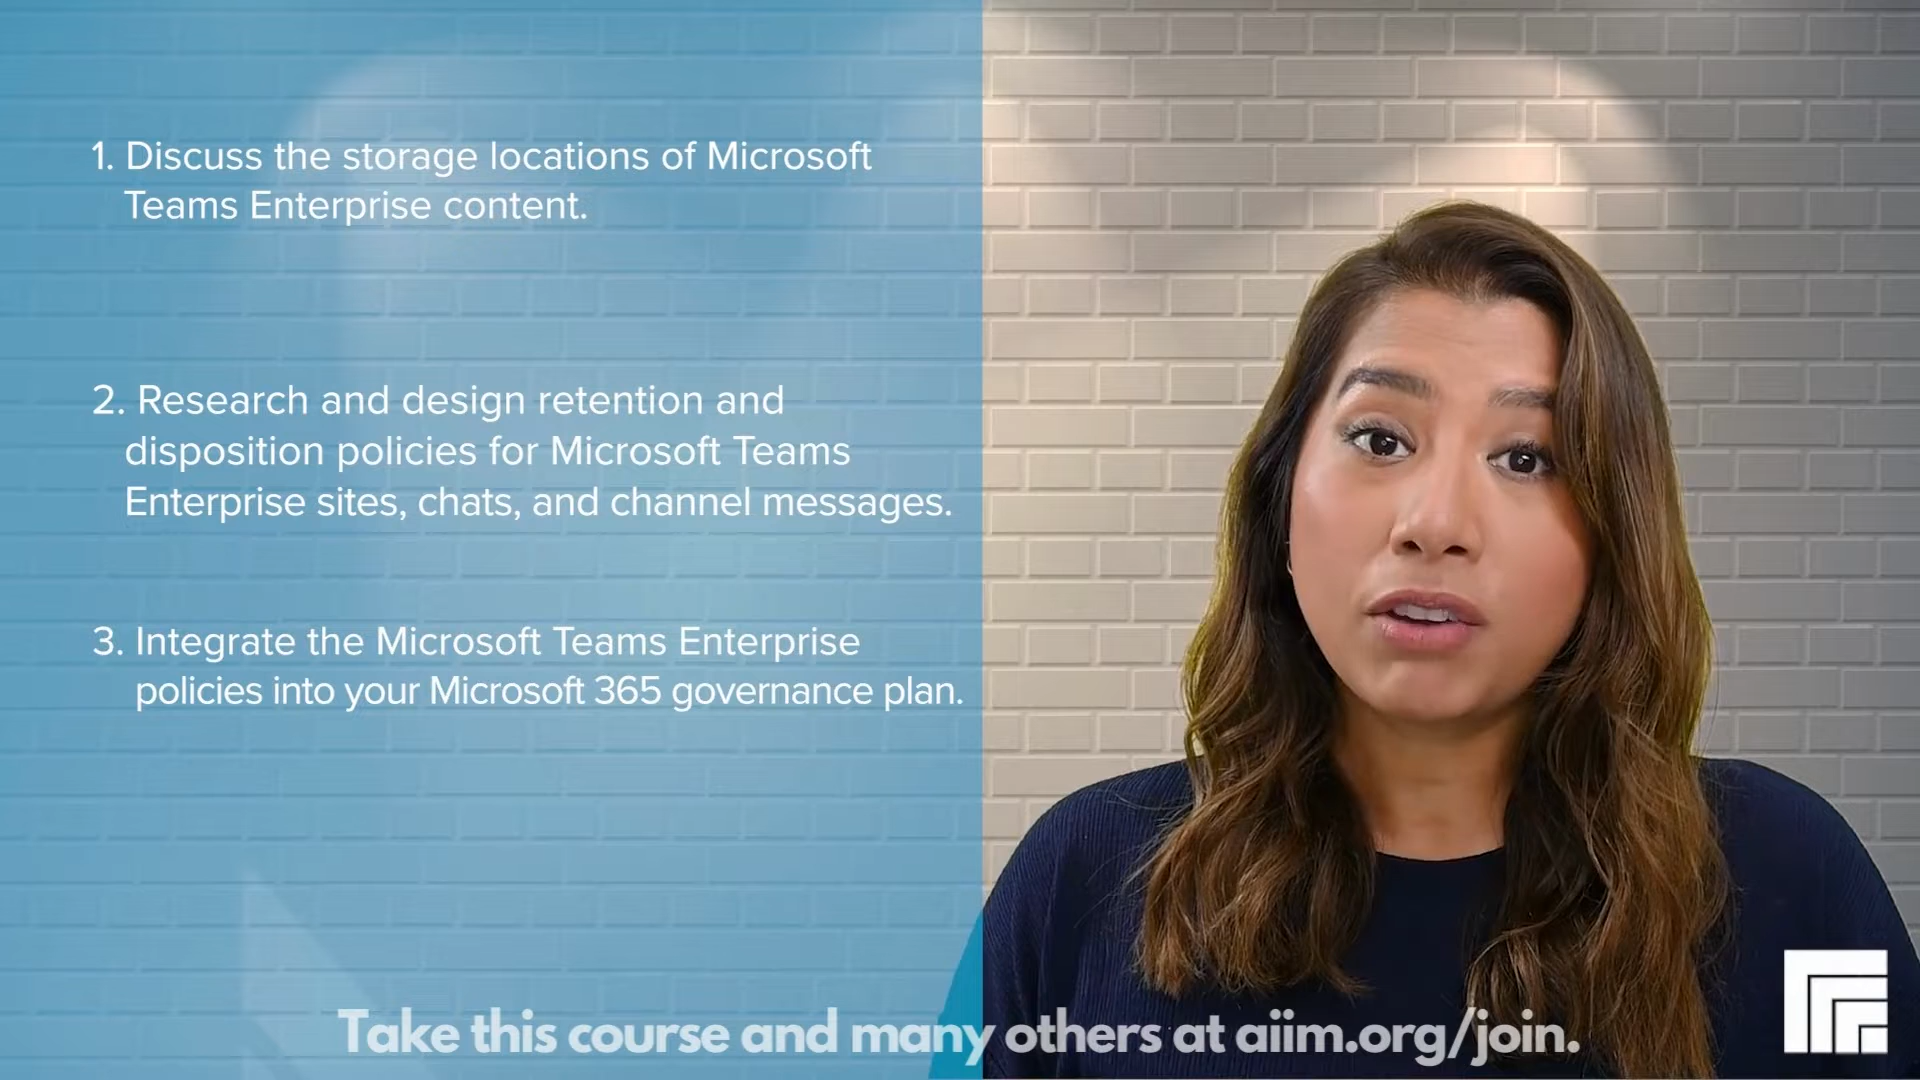 1. Discuss the storage locations of Microsoft
Teams Enterprise content.
2. Research and design retention and
disposition policies for Microsoft Teams
Enterprise sites, chats, and channel messages.
3. Integrate the Microsoft Teams Enterprise
policies into your Microsoft 365 governance plan.
Take this course and many others at aiim.org/join.